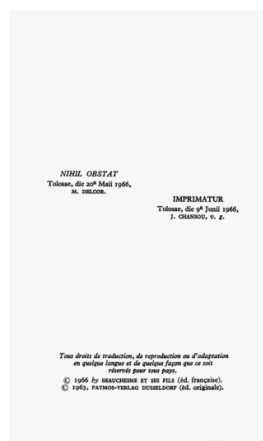 NIHIL OBSTAT
Tolosae, die 20ª Maii 1966,
M. DELCOR.
IMPRIMATUR
Tolosae, die 9ª Junii 1966,
J. CHANSOU, v. g.
Tous droits de traduction, de reproduction ou d'adaptation
en quelque langue et de quelque façon que ce soit
réservés pour tous pays.
© 1966 by BEAUCHESNE ET SES FILS (éd. française).
© 1963, PATMOS-VERLAG DUSSELDORF (éd. originale).